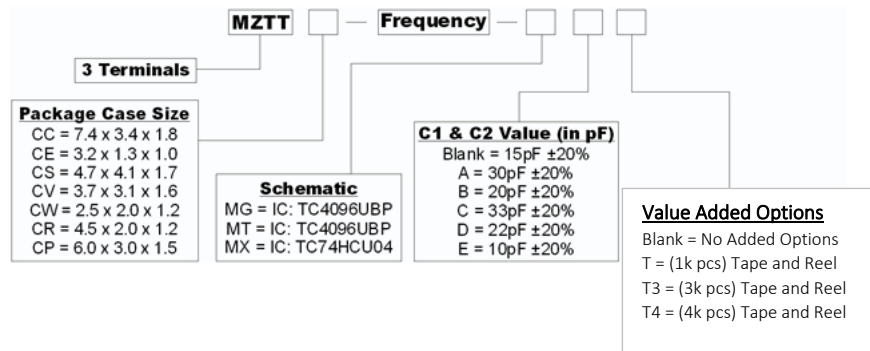 MZTT — Frequency —
3 Terminals
Package Case Size
CC = 7.4 x 3.4 x 1.8
CE = 3.2 x 1.3 x 1.0
CS = 4.7 x 4.1 x 1.7
CV = 3.7 x 3.1 x 1.6
CW = 2.5 x 2.0 x 1.2
CR = 4.5 x 2.0 x 1.2
CP = 6.0 x 3.0 x 1.5
Schematic
MG = IC: TC4096UBP
MT = IC: TC4096UBP
MX = IC: TC74HCU04
C1 & C2 Value (in pF)
Blank = 15pF ±20%
A = 30pF ±20%
B = 20pF ±20%
C = 33pF ±20%
D = 22pF ±20%
E = 10pF ±20%
Value Added Options
Blank = No Added Options
T = (1k pcs) Tape and Reel
T3 = (3k pcs) Tape and Reel
T4 = (4k pcs) Tape and Reel